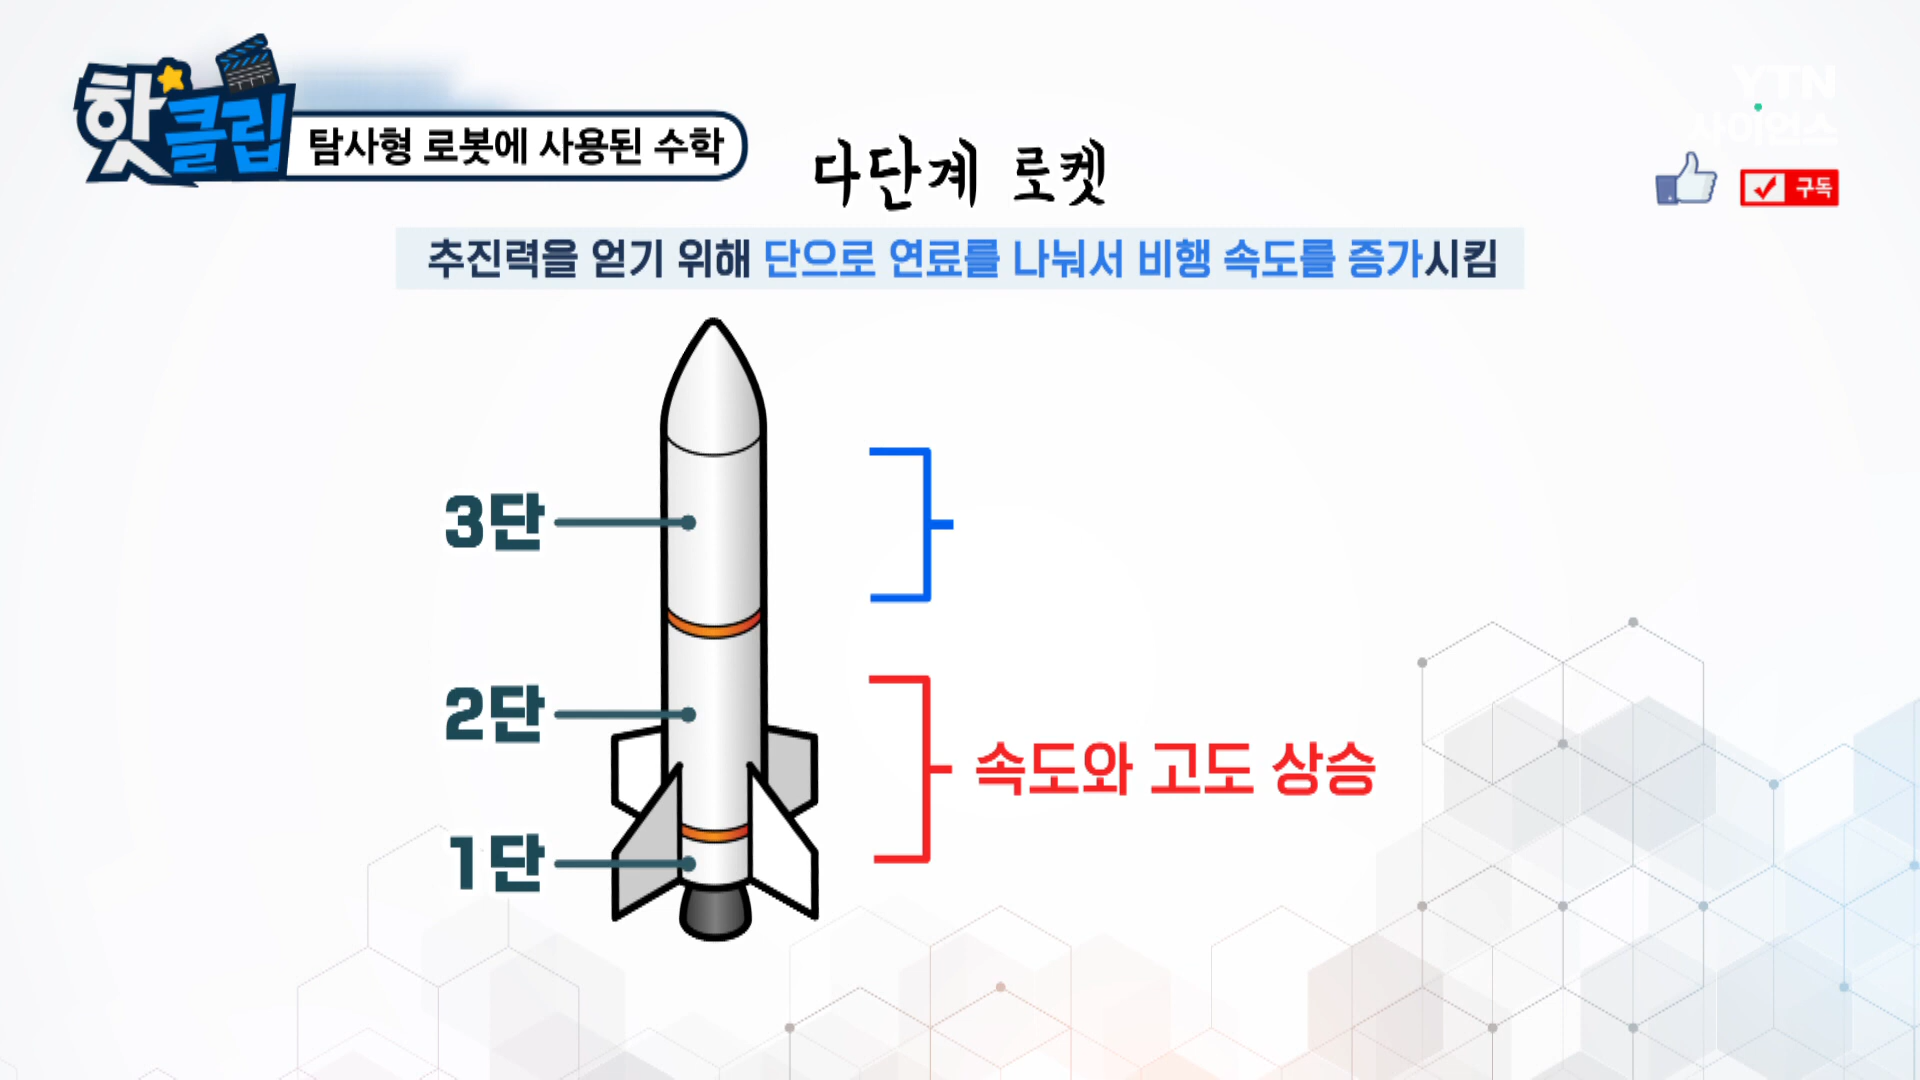 핫클립
탐사형 로봇에 사용된 수학
YTN
사이언스
구독
다단계 로켓
추진력을 얻기 위해 단으로 연료를 나눠서 비행 속도를 증가시킴
3단
2단
속도와 고도 상승
1단